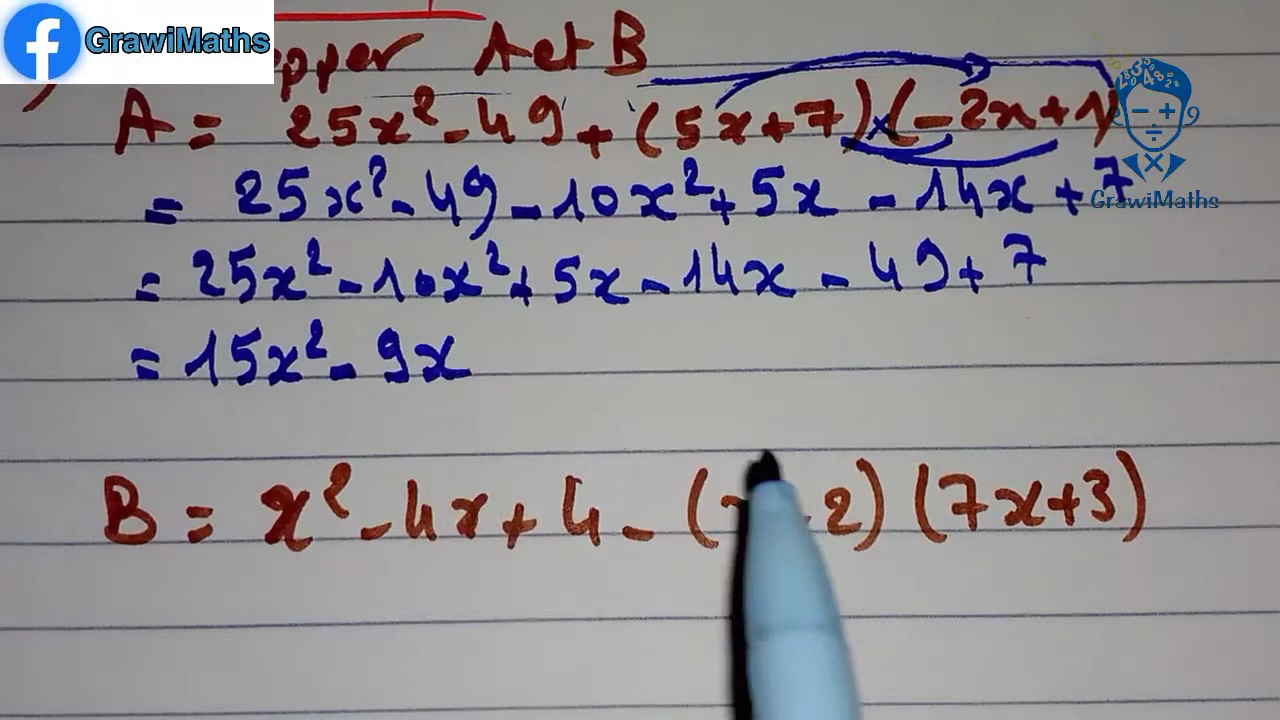 GrawiMaths
A et B
A = 25x² - 49 + (5x+7)×(-2x+1)
= 25x² - 49 - 10x² + 5x - 14x + 7
GrawiMaths
= 25x² - 10x² + 5x - 14x - 49 + 7
= 15x² - 9x
B = x² - 4x + 4 - ( 2) (7x+3)